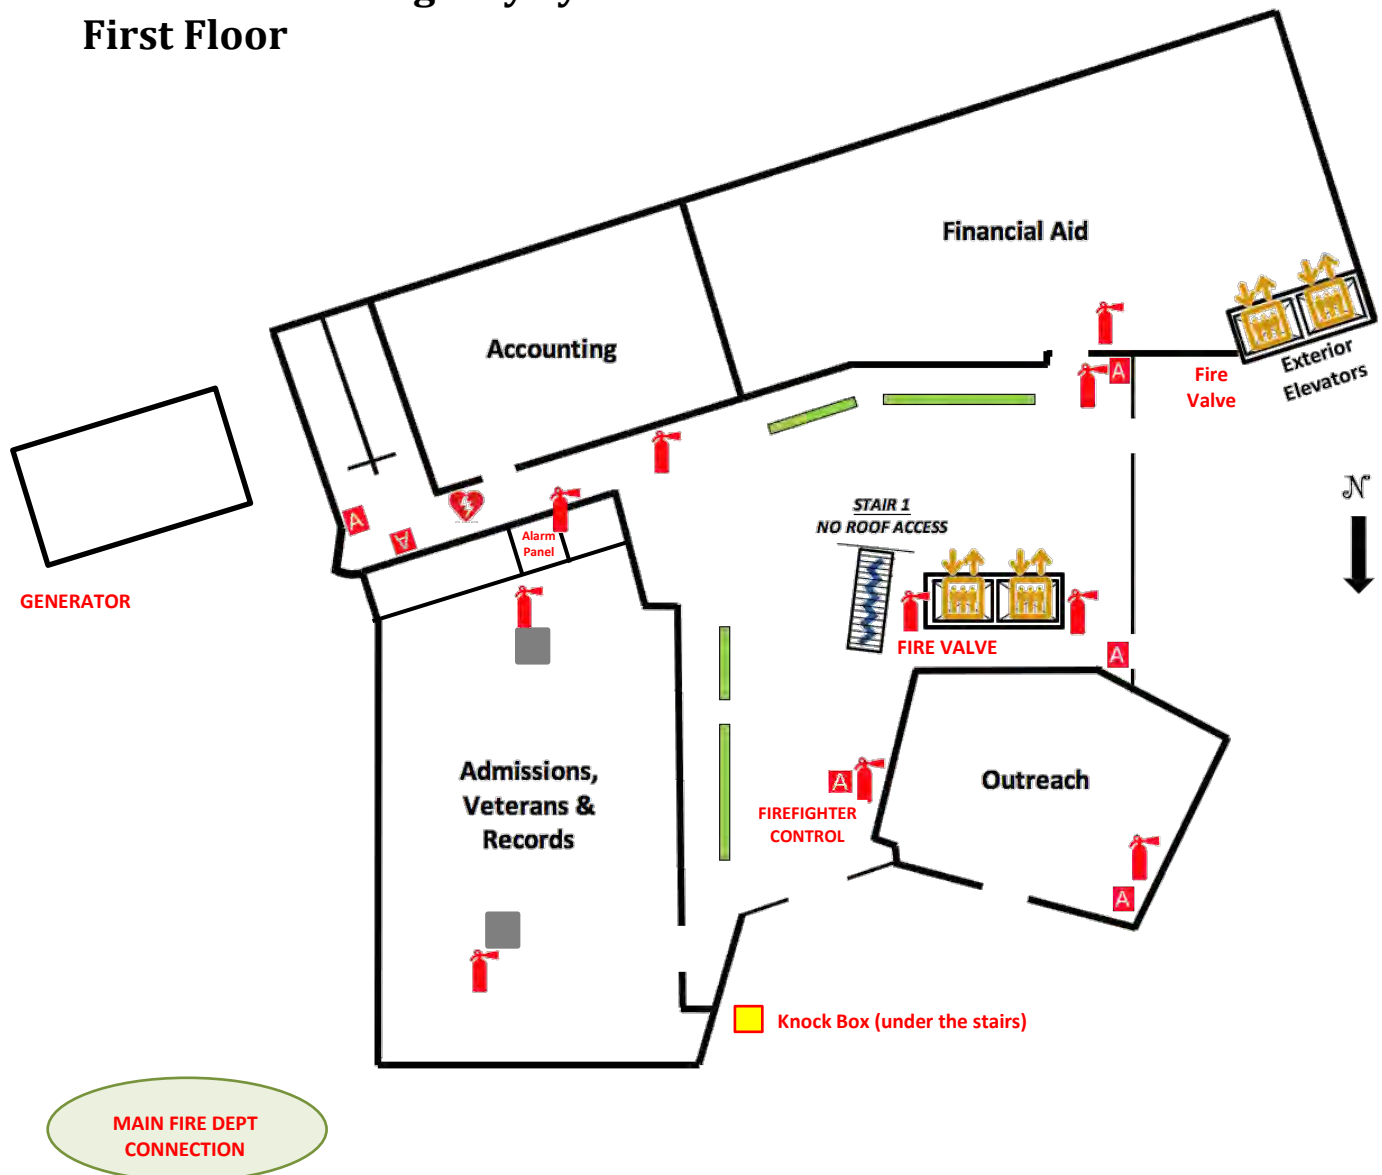 First Floor
Financial Aid
Accounting
Exterior
Elevators
Fire
Valve
A
N
STAIR 1
NO ROOF ACCESS
A
A
Alarm
Panel
GENERATOR
FIRE VALVE
A
Admissions,
Veterans &
Records
Outreach
A
FIREFIGHTER
CONTROL
A
Knock Box (under the stairs)
MAIN FIRE DEPT
CONNECTION